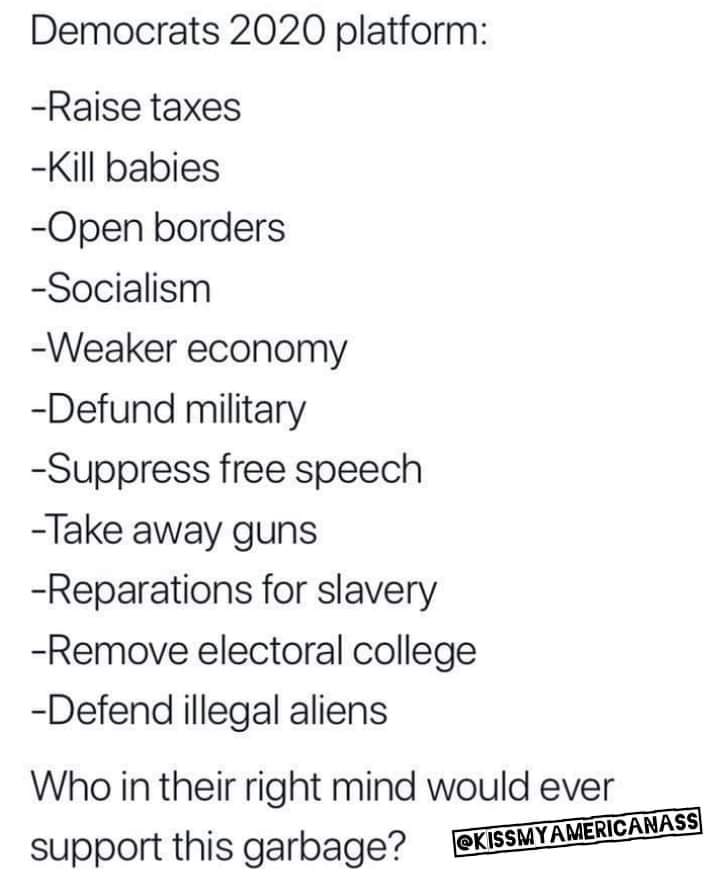 Democrats 2020 platform:
-Raise taxes
-Kill babies
-Open borders
-Socialism
-Weaker economy
-Defund military
-Suppress free speech
-Take away guns
-Reparations for slavery
-Remove electoral college
-Defend illegal aliens
Who in their right mind would ever
support this garbage?
@KISSMYAMERICANASS